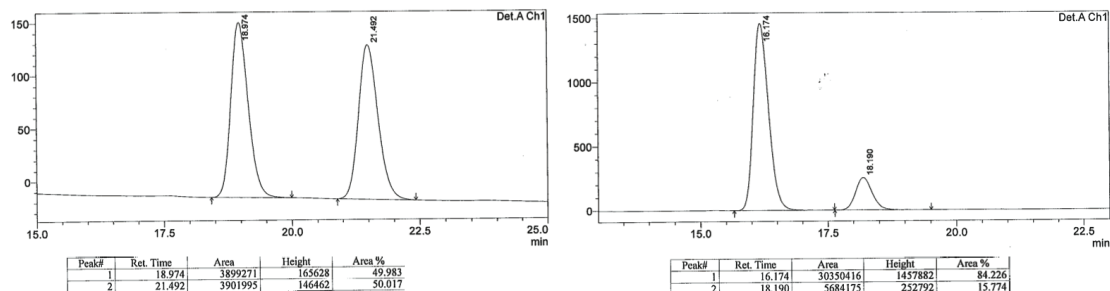 Det.A Ch1
150
100
50
0
18.974
21.492
15.0 17.5 20.0 22.5 25.0
min
Peak# Ret. Time Area Height Area %
1 18.974 3899271 165628 49.983
2 21.492 3901995 146462 50.017
Det.A Ch1
1500
1000
500
0
16.174
18.190
15.0 17.5 20.0 22.5
min
Peak# Ret. Time Area Height Area %
1 16.174 30350416 1457882 84.226
2 18.190 5684175 252792 15.774